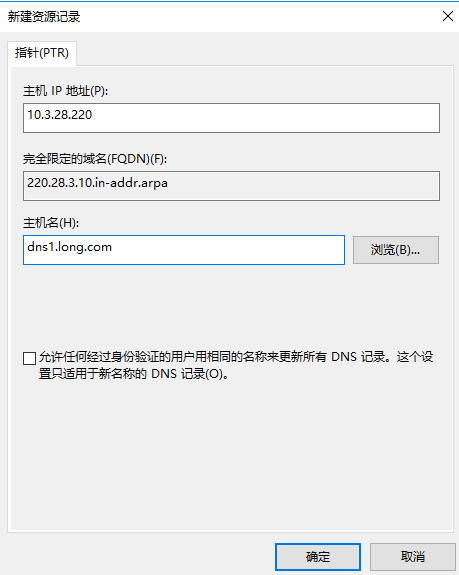 新建资源记录
指针(PTR)
主机 IP 地址(P):
10.3.28.220
完全限定的域名(FQDN)(F):
220.28.3.10.in-addr.arpa
主机名(H):
dns1.long.com
浏览(B)...
允许任何经过身份验证的用户用相同的名称来更新所有 DNS 记录。这个设
置只适用于新名称的 DNS 记录(O)。
确定
取消